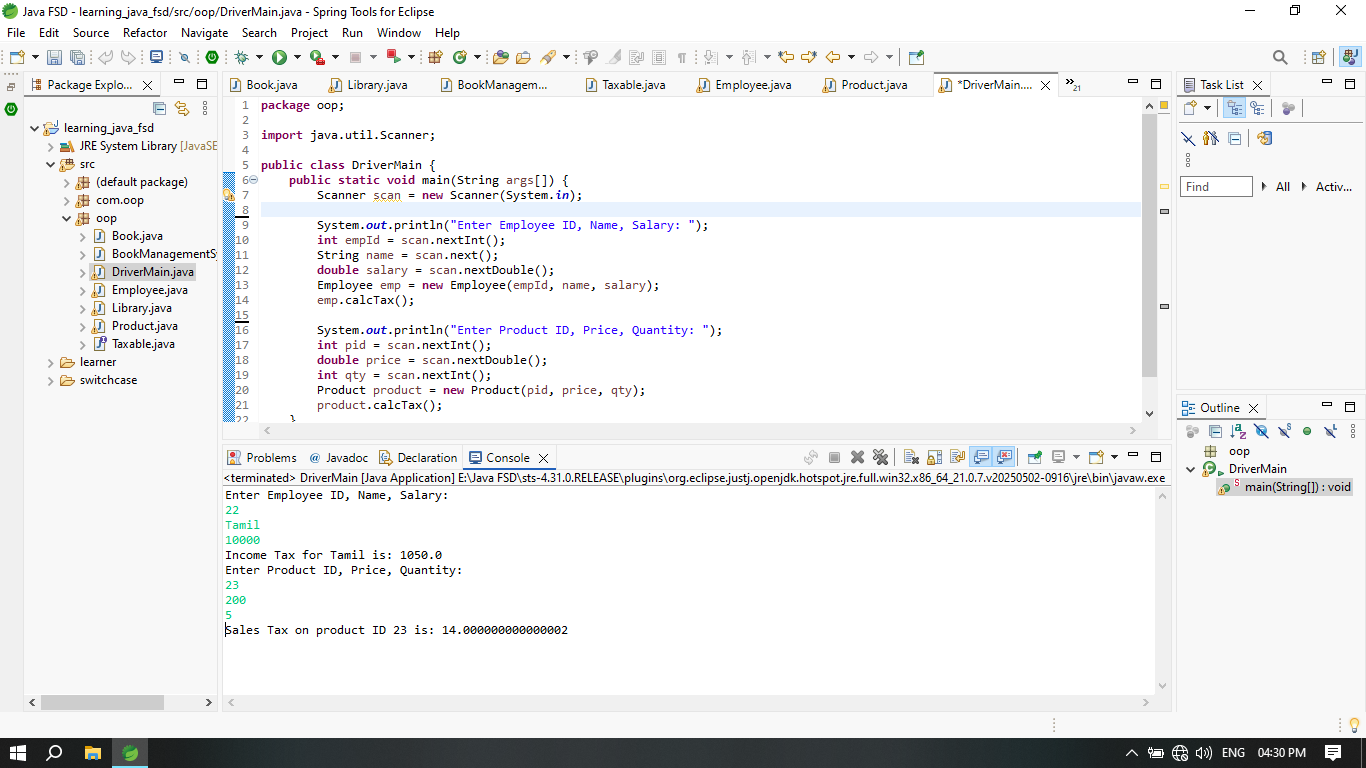 Java FSD - learning_java_fsd/src/oop/DriverMain.java - Spring Tools for Eclipse
File Edit Source Refactor Navigate Search Project Run Window Help
Package Explo...
Book.java Library.java BookManagem... Taxable.java Employee.java Product.java *DriverMain.... »21
Task List
learning_java_fsd
JRE System Library [JavaSE
src
(default package)
com.oop
oop
Book.java
BookManagementSy
DriverMain.java
Employee.java
Library.java
Product.java
Taxable.java
learner
switchcase
1 package oop;
2
3 import java.util.Scanner;
4
5 public class DriverMain {
6 public static void main(String args[]) {
7 Scanner scan = new Scanner(System.in);
8
9 System.out.println("Enter Employee ID, Name, Salary: ");
10 int empId = scan.nextInt();
11 String name = scan.next();
12 double salary = scan.nextDouble();
13 Employee emp = new Employee(empId, name, salary);
14 emp.calcTax();
15
16 System.out.println("Enter Product ID, Price, Quantity: ");
17 int pid = scan.nextInt();
18 double price = scan.nextDouble();
19 int qty = scan.nextInt();
20 Product product = new Product(pid, price, qty);
21 product.calcTax();
22 }
Find All Activ...
Outline
oop
DriverMain
main(String[]) : void
Problems @ Javadoc Declaration Console
<terminated> DriverMain [Java Application] E:\Java FSD\sts-4.31.0.RELEASE\plugins\org.eclipse.justj.openjdk.hotspot.jre.full.win32.x86_64_21.0.7.v20250502-0916\jre\bin\javaw.exe
Enter Employee ID, Name, Salary:
22
Tamil
10000
Income Tax for Tamil is: 1050.0
Enter Product ID, Price, Quantity:
23
200
5
Sales Tax on product ID 23 is: 14.000000000000002
ENG 04:30 PM